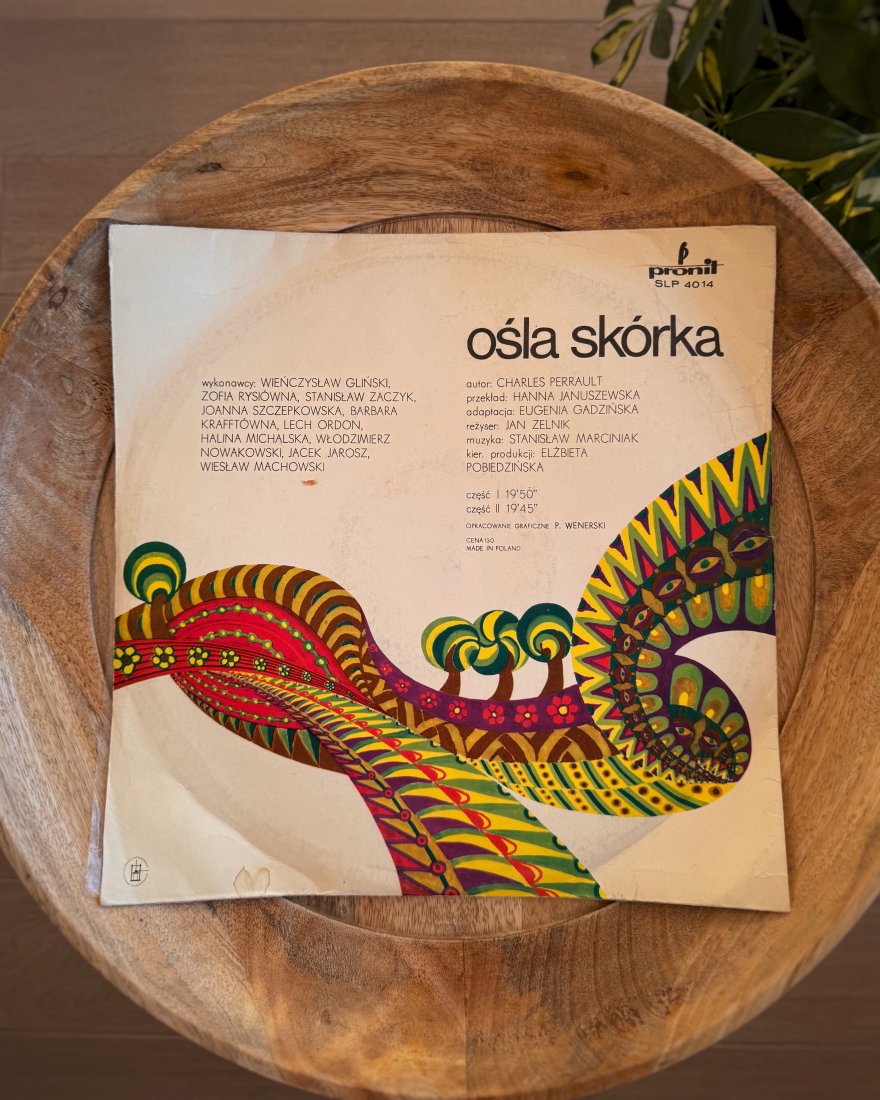 pronit
SLP 4014
ośla skórka
wykonawcy: WIEŃCZYSŁAW GLIŃSKI,
ZOFIA RYSIÓWNA, STANISŁAW ZACZYK,
JOANNA SZCZEPKOWSKA, BARBARA
KRAFFTÓWNA, LECH ORDON,
HALINA MICHALSKA, WŁODZIMIERZ
NOWAKOWSKI, JACEK JAROSZ,
WIESŁAW MACHOWSKI
autor: CHARLES PERRAULT
przekład: HANNA JANUSZEWSKA
adaptacja: EUGENIA GADZIŃSKA
reżyser: JAN ZELNIK
muzyka: STANISŁAW MARCINIAK
kier. produkcji: ELŻBIETA
POBIEDZIŃSKA
część I 19'50"
część II 19'45"
OPRACOWANIE GRAFICZNE P. WENERSKI
CENA 130
MADE IN POLAND